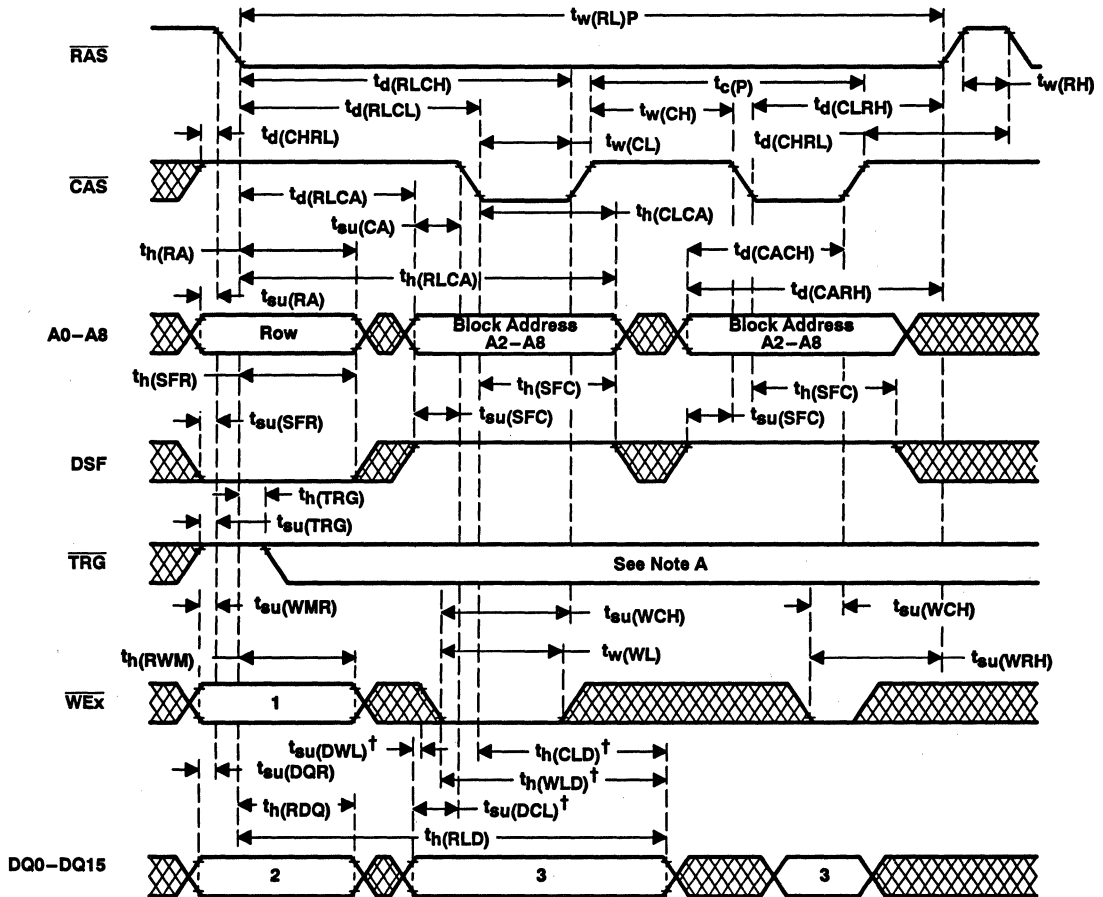 tw(RL)P
RAS
td(RLCH)
tc(P)
tw(RH)
td(RLCL)
tw(CH)
td(CLRH)
td(CHRL)
tw(CL)
td(CHRL)
CAS
td(RLCA)
th(CLCA)
tsu(CA)
th(RA)
td(CACH)
th(RLCA)
tsu(RA)
td(CARH)
A0–A8
Row
Block Address
A2–A8
Block Address
A2–A8
th(SFR)
th(SFC)
th(SFC)
tsu(SFR)
tsu(SFC)
tsu(SFC)
DSF
th(TRG)
tsu(TRG)
TRG
See Note A
tsu(WMR)
tsu(WCH)
tsu(WCH)
th(RWM)
tw(WL)
tsu(WRH)
WEx
1
tsu(DWL)†
th(CLD)†
tsu(DQR)
th(WLD)†
th(RDQ)
tsu(DCL)†
th(RLD)
DQ0–DQ15
2
3
3